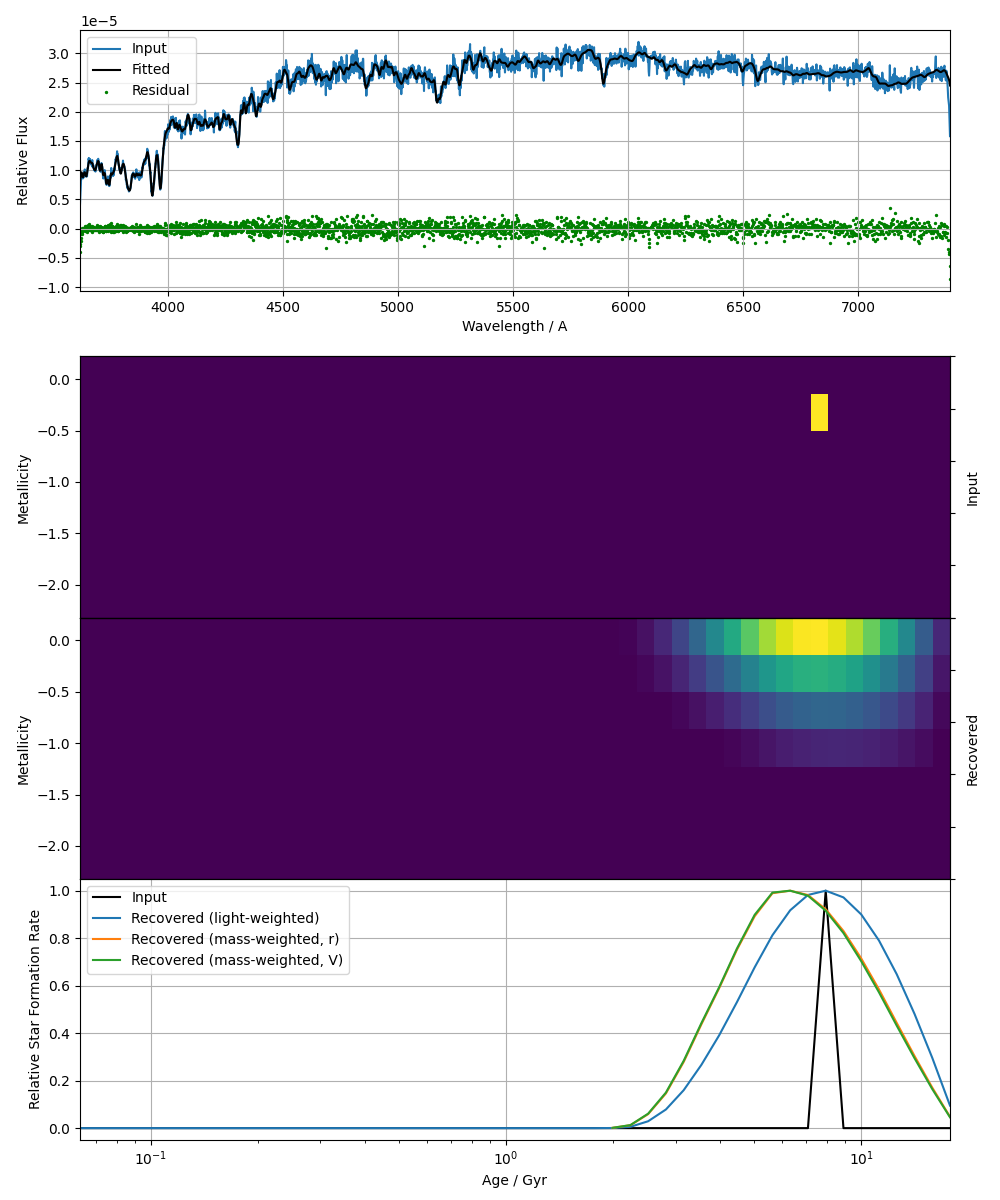 1e−5
Input
Fitted
Residual
3.0
2.5
2.0
1.5
1.0
0.5
0.0
−0.5
−1.0
Relative Flux
4000 4500 5000 5500 6000 6500 7000
Wavelength / A
0.0
−0.5
−1.0
−1.5
−2.0
Metallicity
Input
0.0
−0.5
−1.0
−1.5
−2.0
Metallicity
Recovered
Input
Recovered (light-weighted)
Recovered (mass-weighted, r)
Recovered (mass-weighted, V)
1.0
0.8
0.6
0.4
0.2
0.0
Relative Star Formation Rate
10⁻¹ 10⁰ 10¹
Age / Gyr